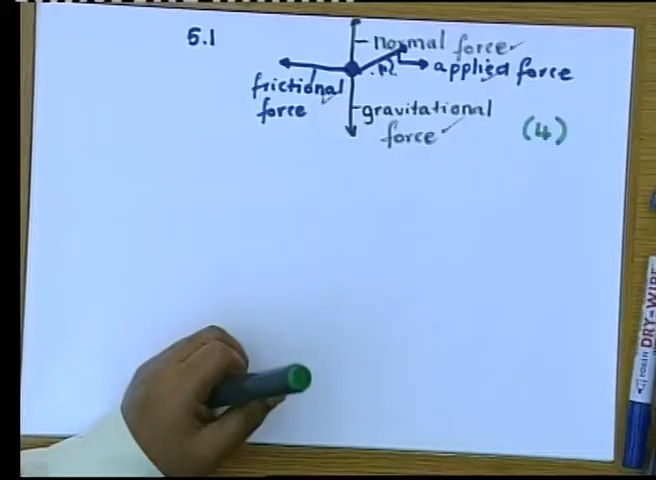 5.1
normal force ✓
applied force
frictional
force
gravitational
force ✓
(4)
DRY-WIPE